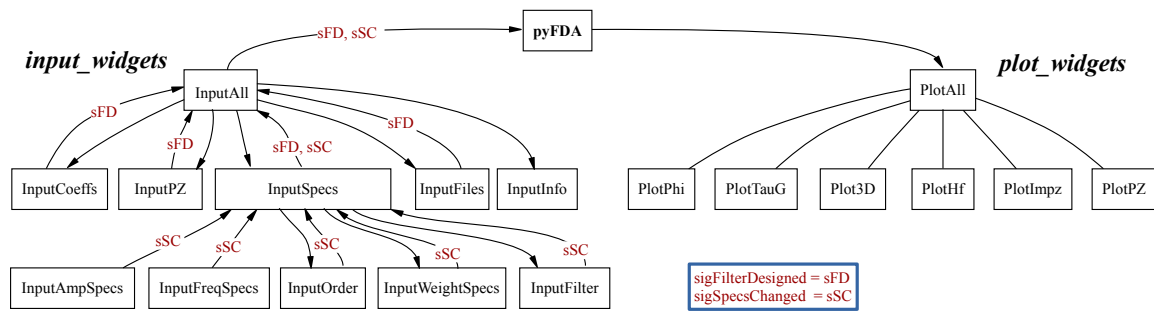 sFD, sSC
pyFDA
input_widgets
plot_widgets
InputAll
PlotAll
sFD
sFD
sFD
sFD, sSC
InputCoeffs
InputPZ
InputSpecs
InputFiles
InputInfo
PlotPhi
PlotTauG
Plot3D
PlotHf
PlotImpz
PlotPZ
sSC
sSC
sSC
sSC
sSC
InputAmpSpecs
InputFreqSpecs
InputOrder
InputWeightSpecs
InputFilter
sigFilterDesigned = sFD
sigSpecsChanged = sSC